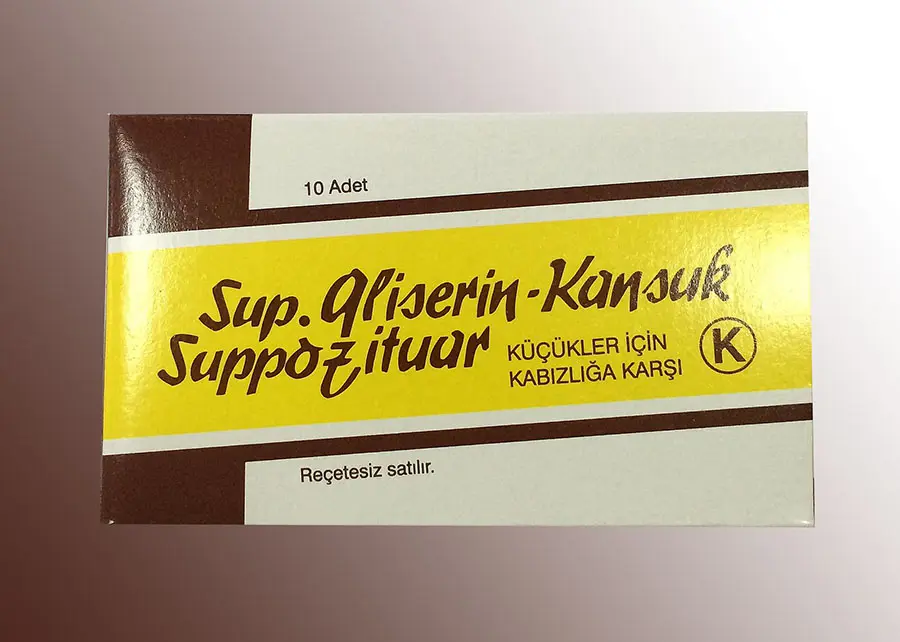 10 Adet
Sup. Gliserin-Kansuk
Suppozituar
KÜÇÜKLER İÇİN
KABIZLIĞA KARŞI
K
Reçetesiz satılır.